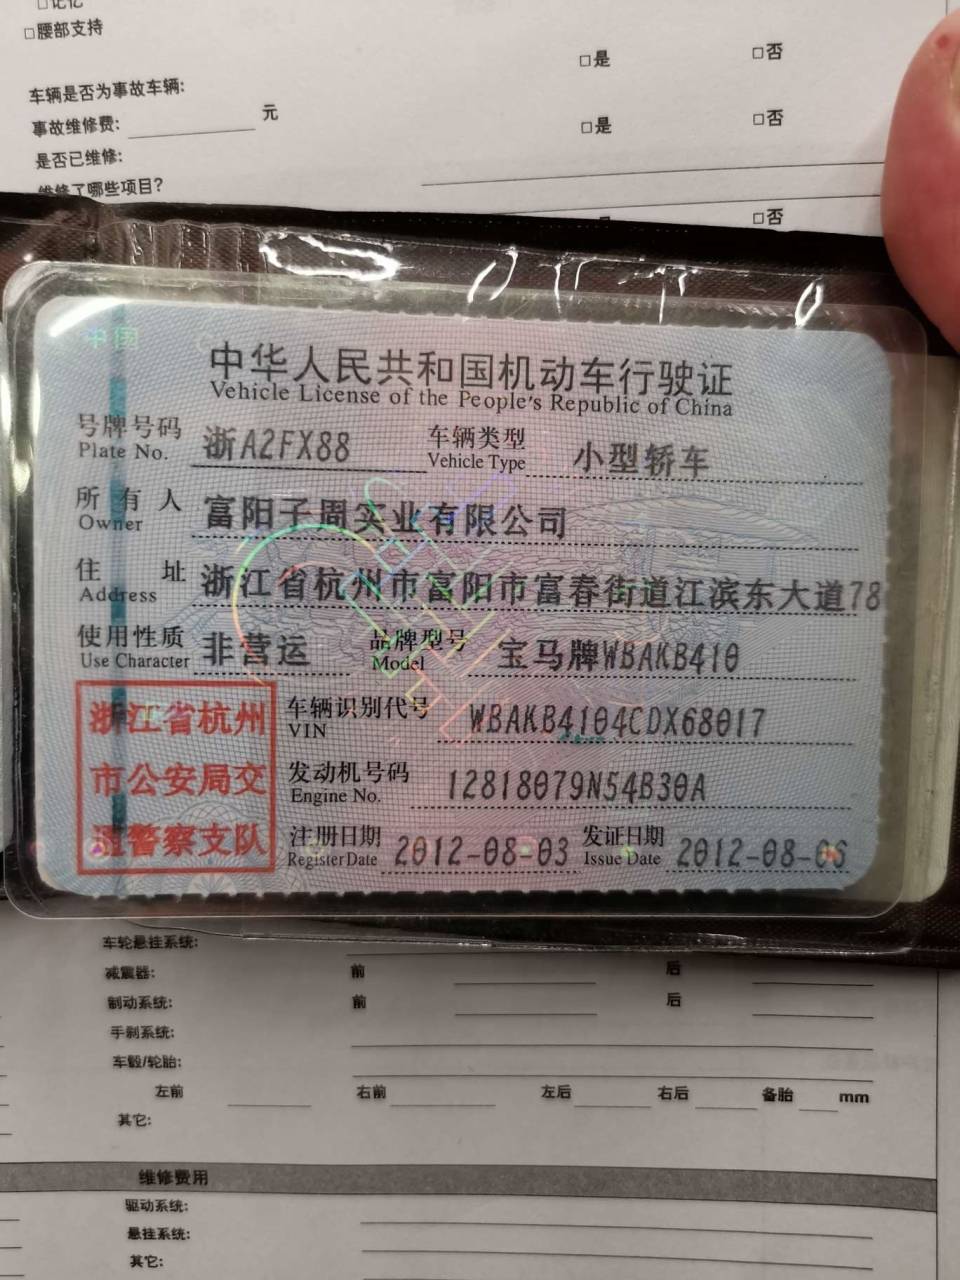 □记忆
□腰部支持
□是 □否
车辆是否为事故车辆:
事故维修费: 元 □是 □否
是否已维修:
维修了哪些项目?
□否
中国
中华人民共和国机动车行驶证
Vehicle License of the People's Republic of China
号牌号码 浙A2FX88 车辆类型 小型轿车
Plate No. Vehicle Type
所有人 富阳子周实业有限公司
Owner
住址 浙江省杭州市富阳市富春街道江滨东大道78
Address
使用性质 非营运 品牌型号 宝马牌WBAKB410
Use Character Model
浙江省杭州
市公安局交
通警察支队
车辆识别代号 WBAKB4104CDX68017
VIN
发动机号码 12818079N54B30A
Engine No.
注册日期 2012-08-03 发证日期 2012-08-06
Register Date Issue Date
车轮悬挂系统:
减震器: 前 后
制动系统: 前 后
手刹系统:
车毂/轮胎:
左前 右前 左后 右后 备胎 mm
其它:
维修费用
驱动系统:
悬挂系统:
其它: